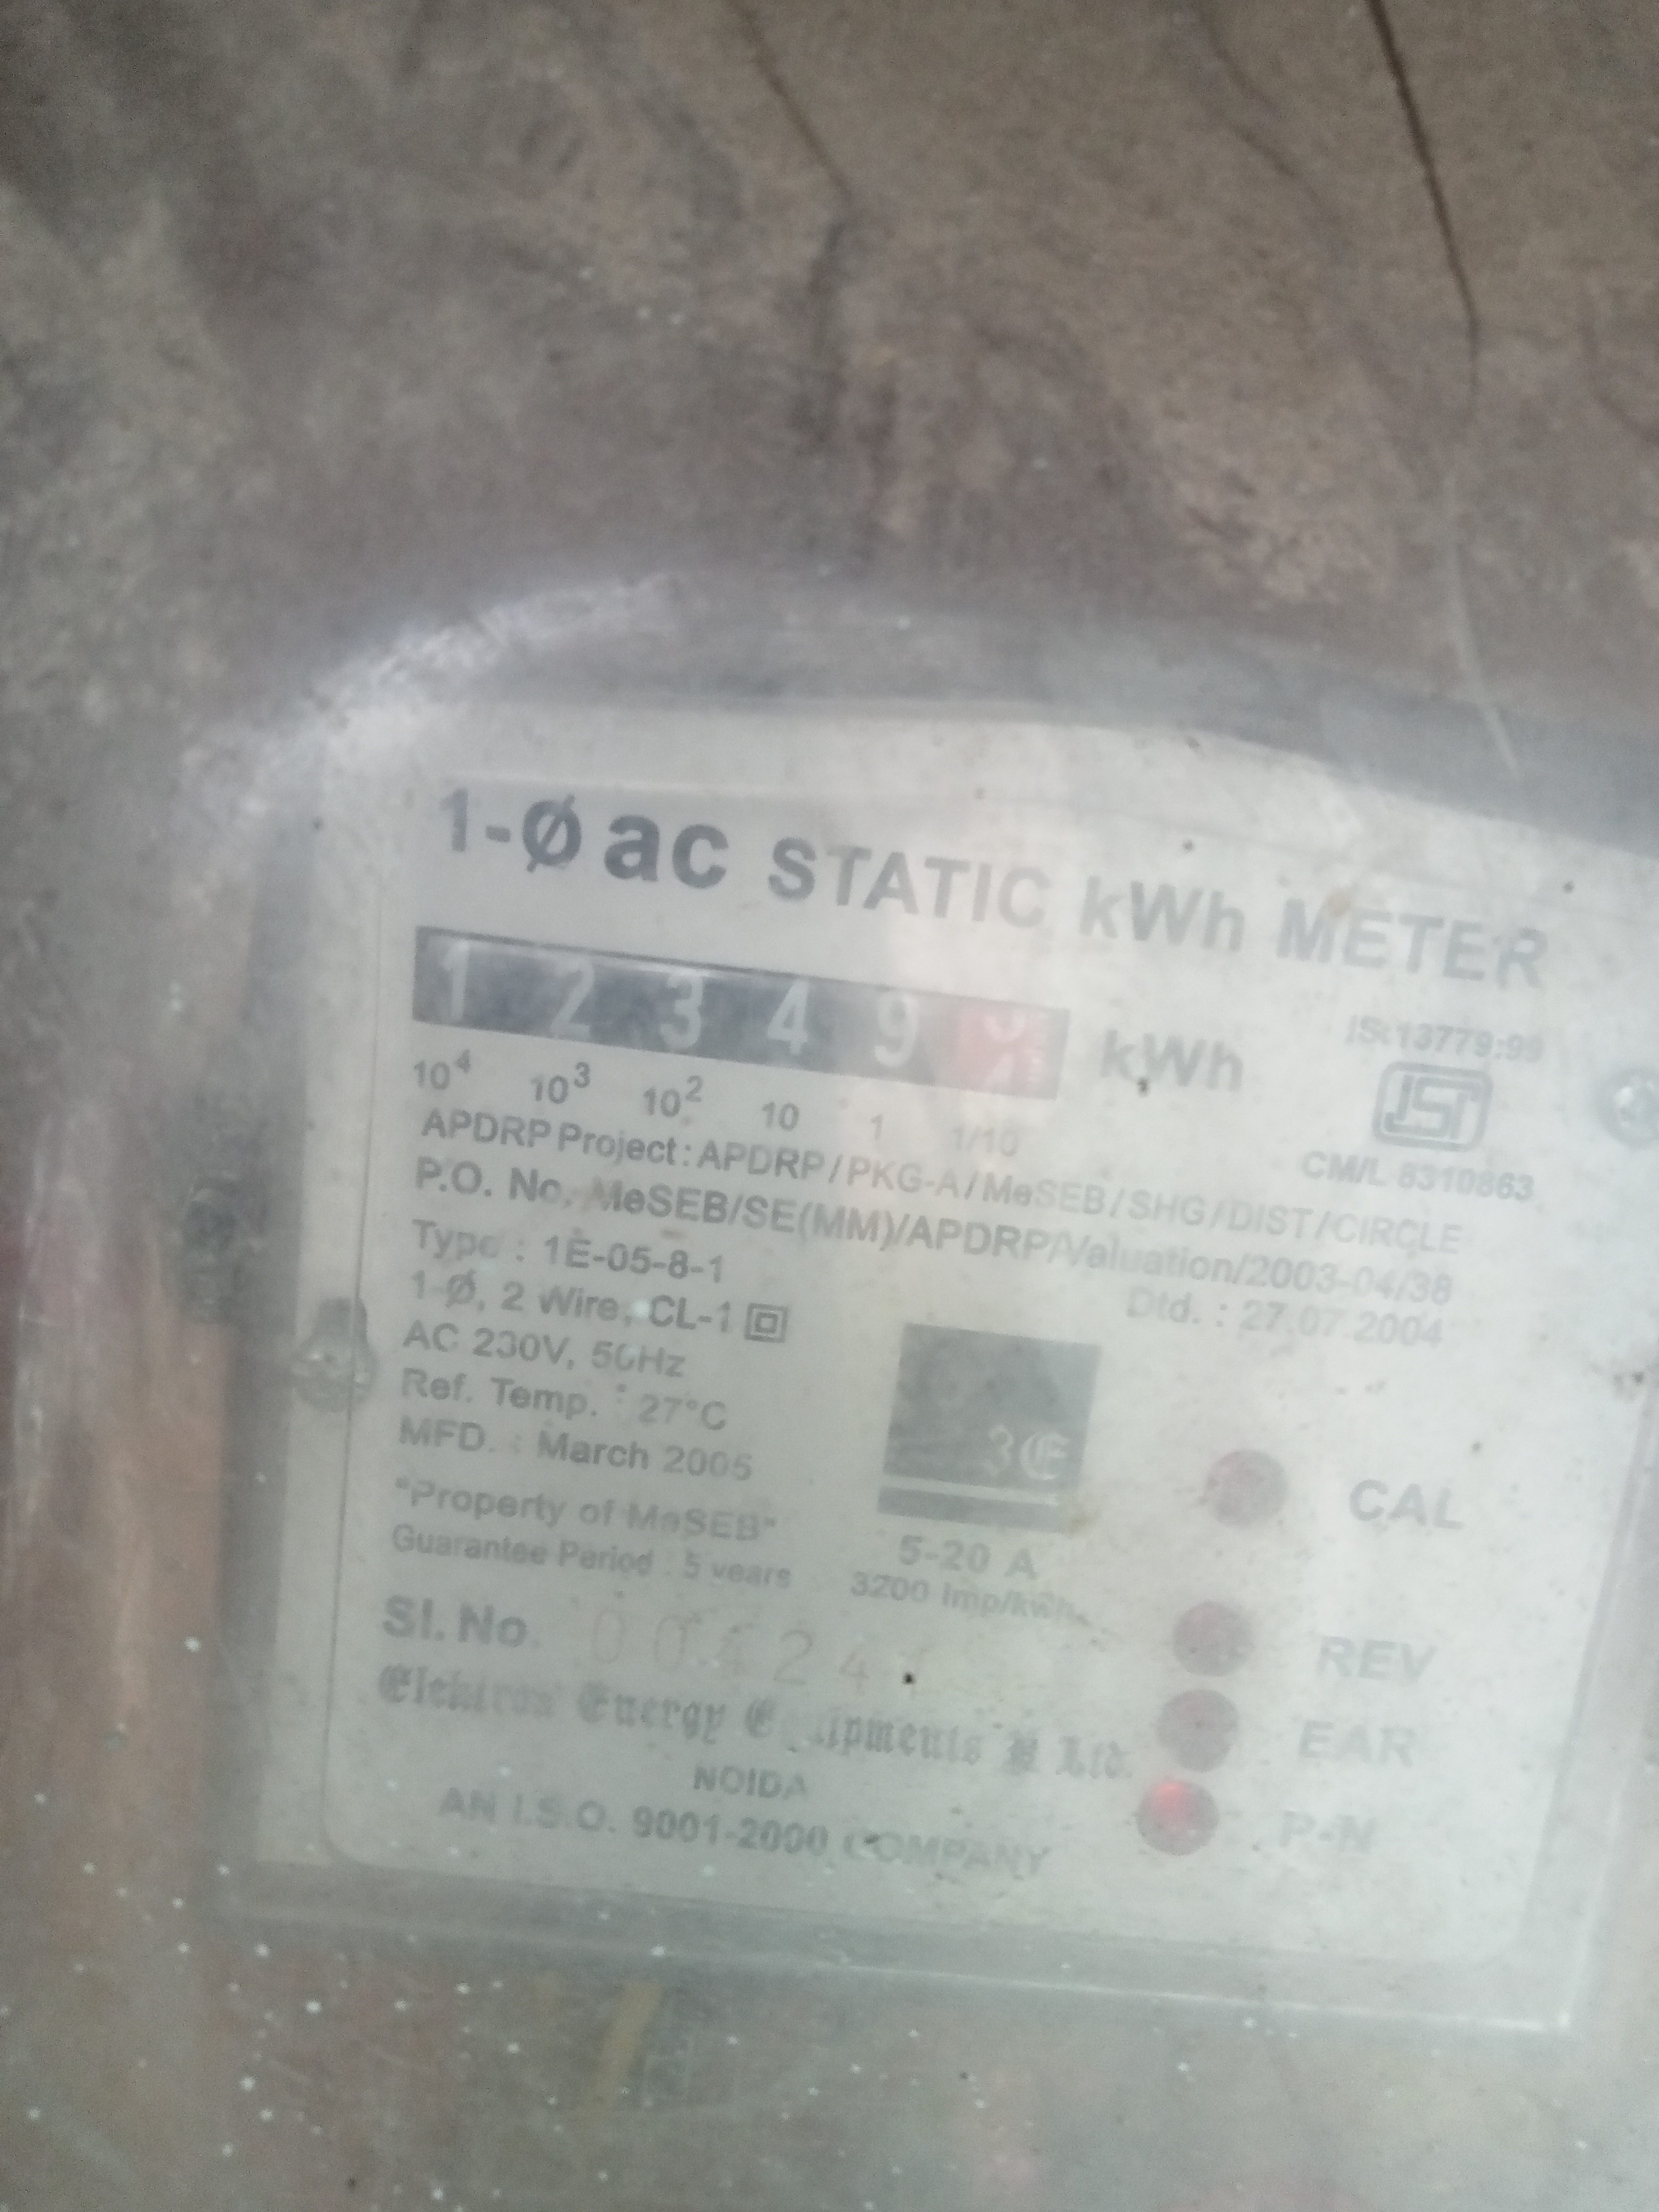 1-Ø ac STATIC kWh METER
1 2 3 4 9 kWh
10⁴ 10³ 10² 10 1 1/10
IS:13779:99
ISI
CM/L 8310863
APDRP Project : APDRP / PKG-A / MeSEB / SHG / DIST / CIRCLE
P.O. No. MeSEB/SE(MM)/APDRP/Valuation/2003-04/38
Dtd. : 27.07 2004
Type : 1E-05-8-1
1-Ø, 2 Wire, CL-1
AC 230V, 50Hz
Ref. Temp. : 27°C
MFD. : March 2005
"Property of MeSEB"
Guarantee Period : 5 years
5-20 A
3200 Imp/kWh
CAL
REV
EAR
P-N
Sl. No.
Elektron Energy Equipments P Ltd.
NOIDA
AN I.S.O. 9001-2000 COMPANY